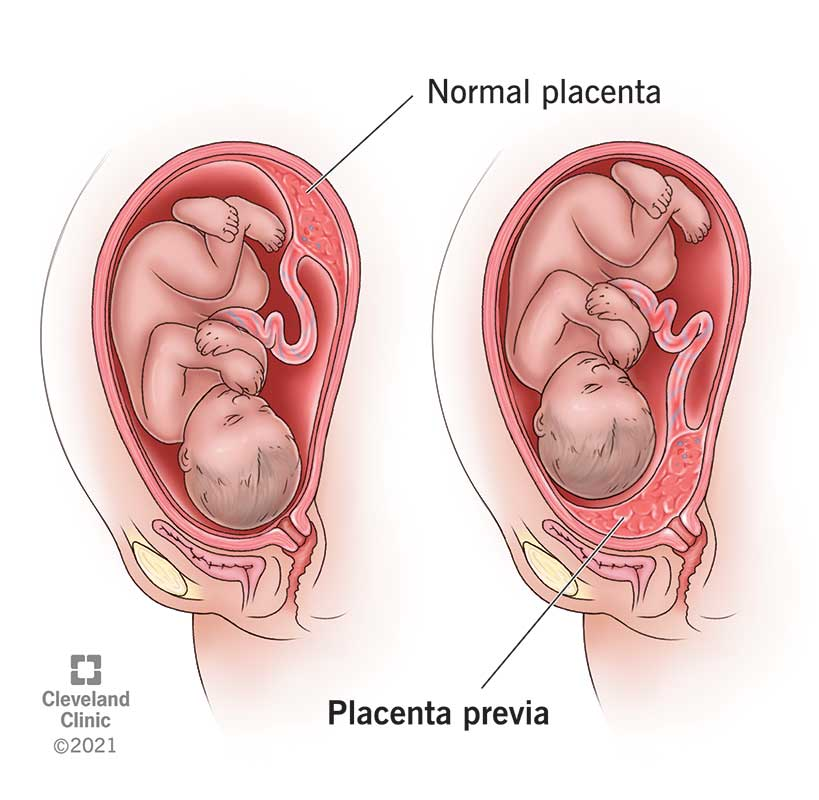 Normal placenta
Placenta previa
Cleveland
Clinic
©2021